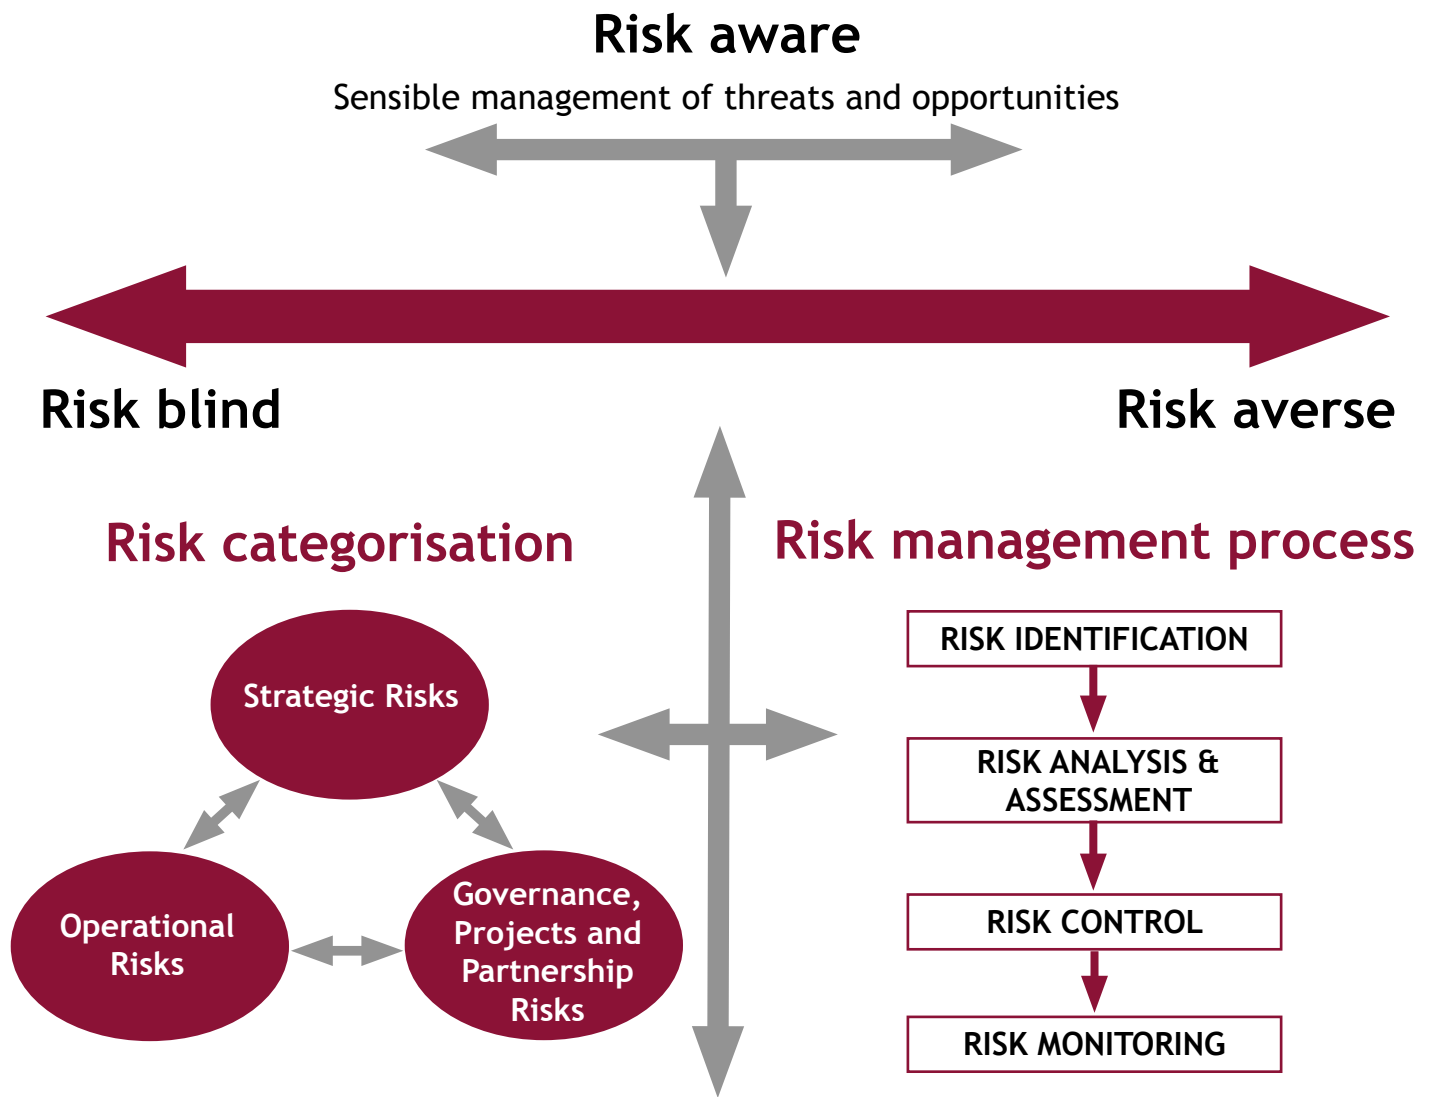 Risk aware
Sensible management of threats and opportunities
Risk blind
Risk averse
Risk categorisation
Strategic Risks
Operational
Risks
Governance,
Projects and
Partnership
Risks
Risk management process
RISK IDENTIFICATION
RISK ANALYSIS &
ASSESSMENT
RISK CONTROL
RISK MONITORING